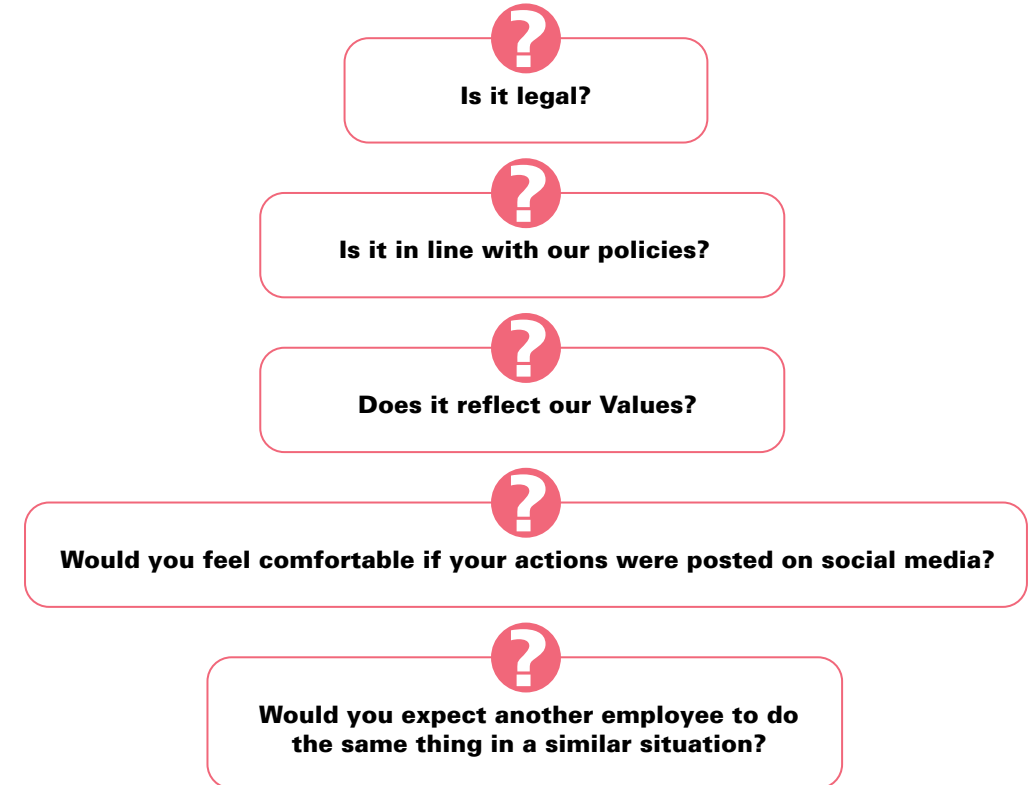 ?
Is it legal?
?
Is it in line with our policies?
?
Does it reflect our Values?
?
Would you feel comfortable if your actions were posted on social media?
?
Would you expect another employee to do
the same thing in a similar situation?